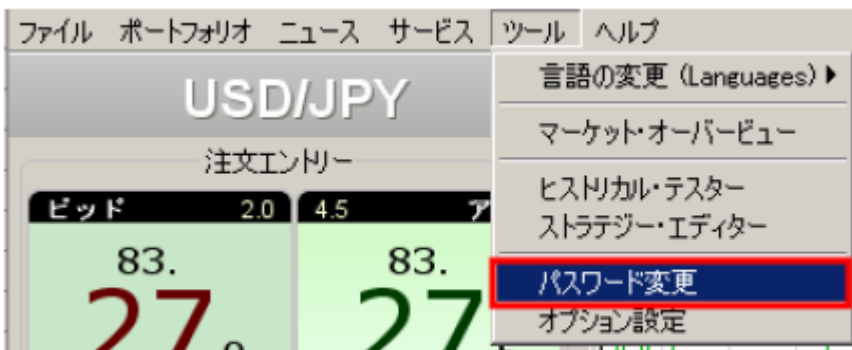 ファイル ポートフォリオ ニュース サービス ツール ヘルプ
USD/JPY
言語の変更 (Languages)
マーケット・オーバービュー
注文エントリー
ヒストリカル・テスター
ストラテジー・エディター
ビッド 2.0 4.5
83. 83.
パスワード変更
27 27
オプション設定